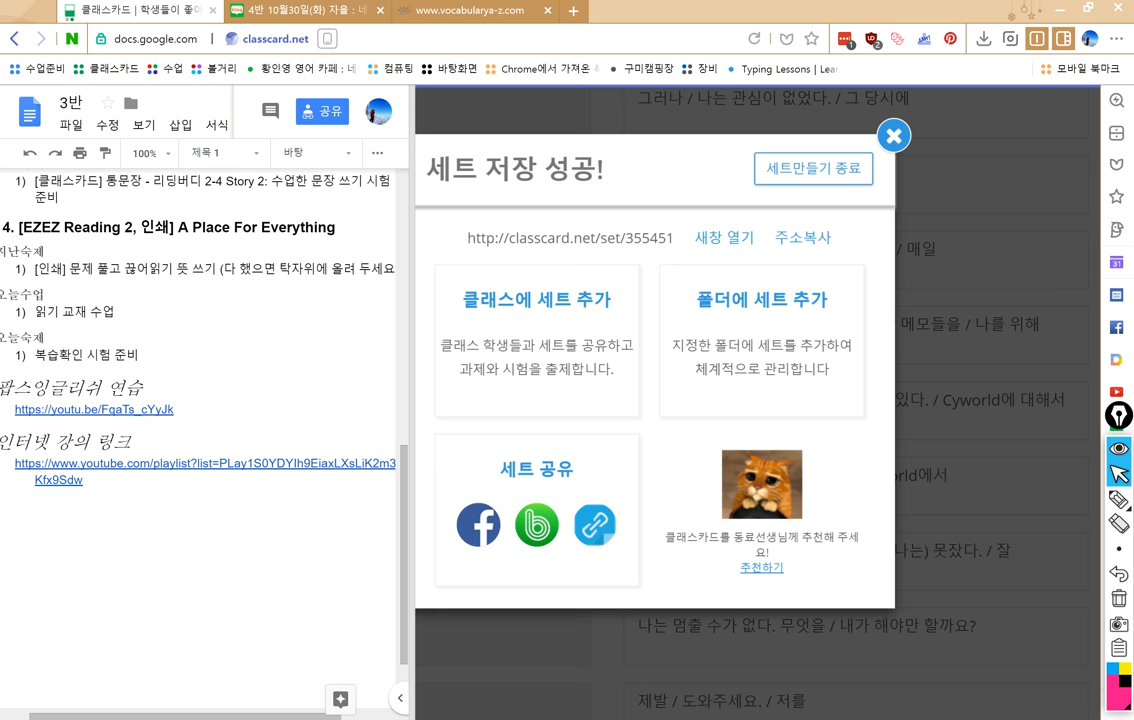 클래스카드 | 학생들이 좋아
4반 10월30일(화) 자율 : 네
www.vocabularya-z.com
docs.google.com
classcard.net
수업준비
클래스카드
수업
볼거리
황인영 영어 카페 : 네
컴퓨팅
바탕화면
Chrome에서 가져온
구미캠핑장
장비
Typing Lessons | Lear
모바일 북마크
3반
파일 수정 보기 삽입 서식
공유
100% 제목 1 바탕
1) [클래스카드] 통문장 - 리딩버디 2-4 Story 2: 수업한 문장 쓰기 시험
준비
4. [EZEZ Reading 2, 인쇄] A Place For Everything
지난숙제
1) [인쇄] 문제 풀고 끊어읽기 뜻 쓰기 (다 했으면 탁자위에 올려 두세요
오늘수업
1) 읽기 교재 수업
오늘숙제
1) 복습확인 시험 준비
팝스잉글리쉬 연습
https://youtu.be/FqaTs_cYyJk
인터넷 강의 링크
https://www.youtube.com/playlist?list=PLay1S0YDYIh9EiaxLXsLiK2m3
Kfx9Sdw
그러나 / 나는 관심이 없었다. / 그 당시에
세트 저장 성공!
세트만들기 종료
http://classcard.net/set/355451 새창 열기 주소복사
클래스에 세트 추가
클래스 학생들과 세트를 공유하고
과제와 시험을 출제합니다.
폴더에 세트 추가
지정한 폴더에 세트를 추가하여
체계적으로 관리합니다
세트 공유
클래스카드를 동료선생님께 추천해 주세
요!
추천하기
/ 매일
메모들을 / 나를 위해
있다. / Cyworld에 대해서
rld에서
나는) 못잤다. / 잘
나는 멈출 수가 없다. 무엇을 / 내가 해야만 할까요?
제발 / 도와주세요. / 저를